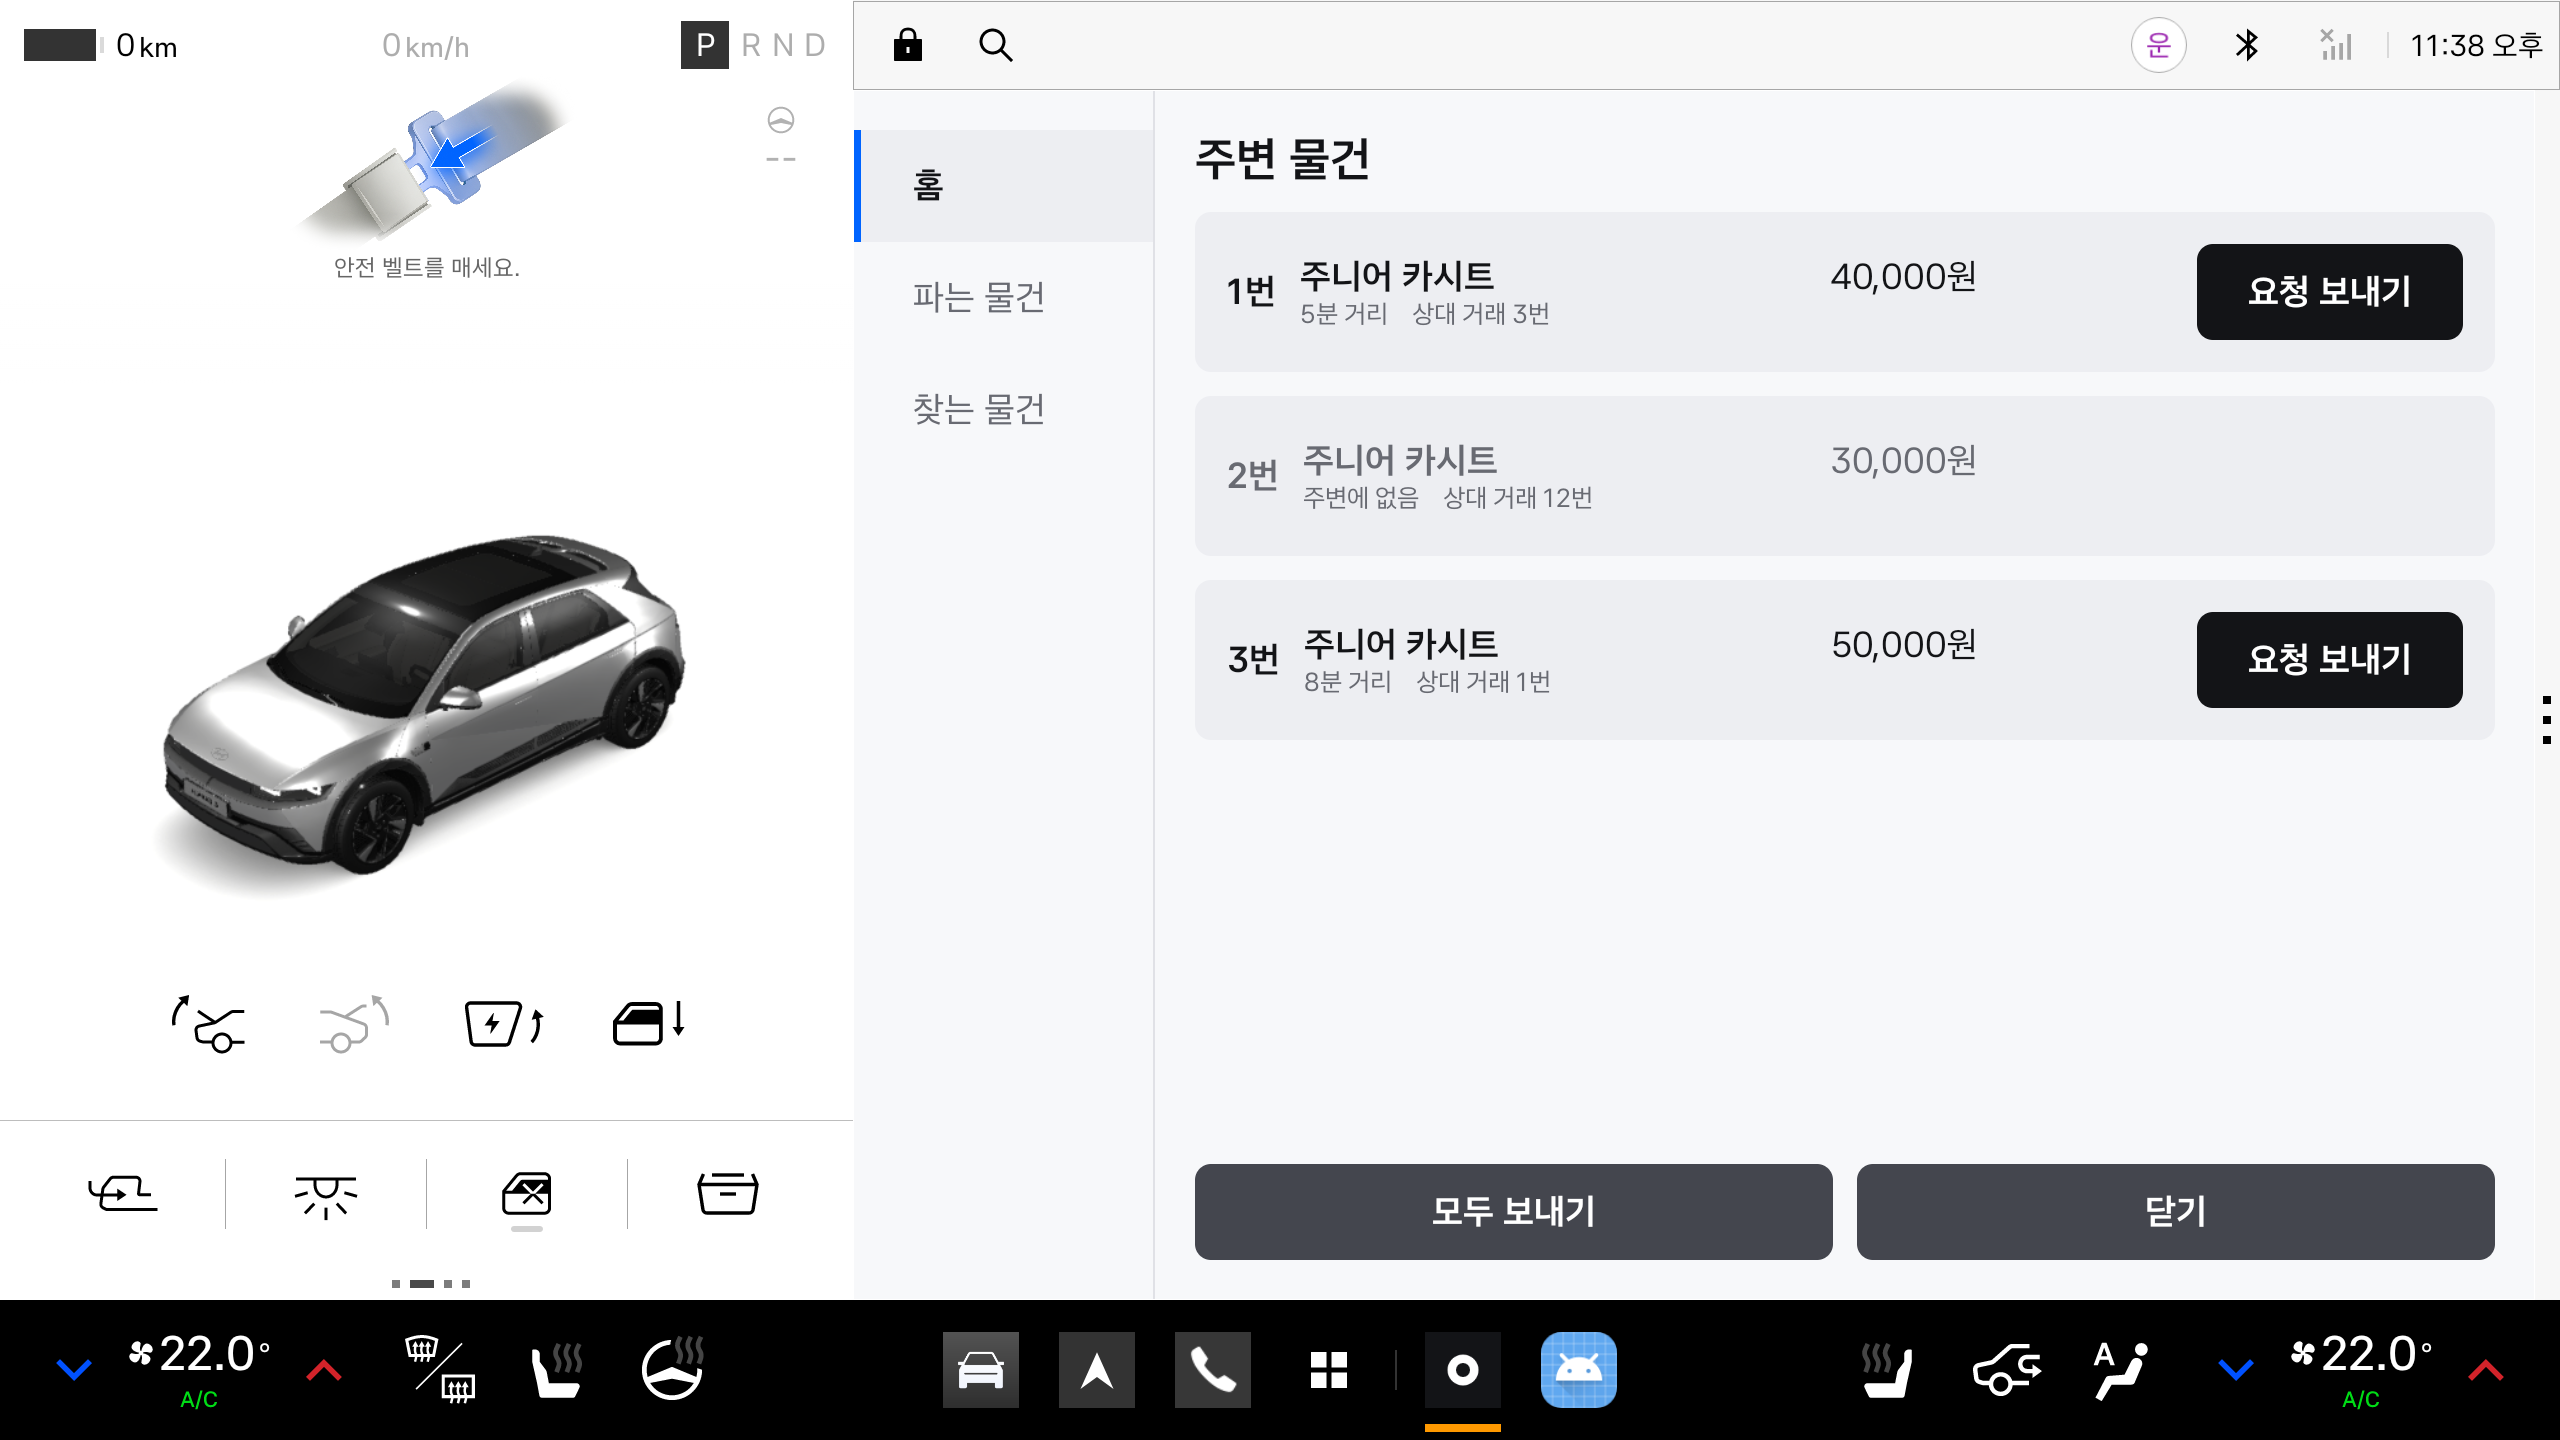 0 km
0 km/h
P R N D
안전 벨트를 매세요.
운
11:38 오후
홈
파는 물건
찾는 물건
주변 물건
1번 주니어 카시트 40,000원 요청 보내기
5분 거리 상대 거래 3번
2번 주니어 카시트 30,000원
주변에 없음 상대 거래 12번
3번 주니어 카시트 50,000원 요청 보내기
8분 거리 상대 거래 1번
모두 보내기 닫기
22.0°
A/C
A
22.0°
A/C